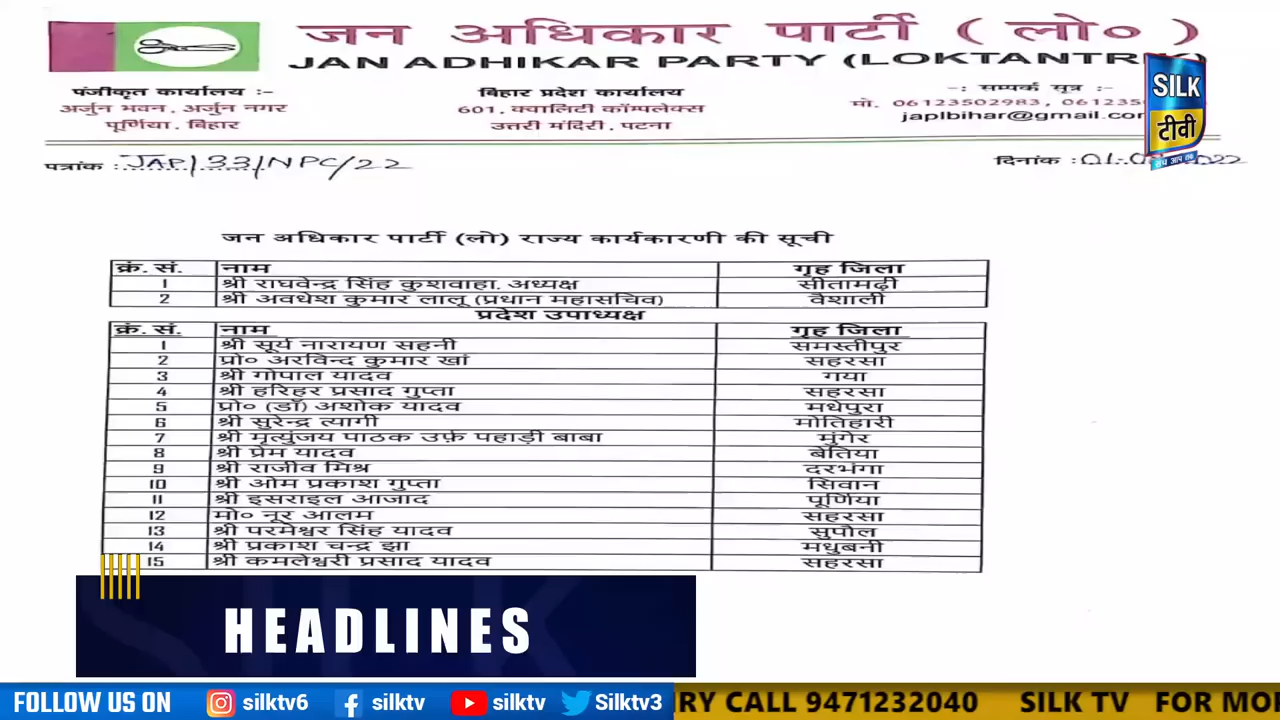 जन अधिकार पार्टी ( लो० )
JAN ADHIKAR PARTY (LOKTANTR
पंजीकृत कार्यालय :-
अर्जुन भवन, अर्जुन नगर
पूर्णिया, बिहार
बिहार प्रदेश कार्यालय
601, क्वालिटी कॉम्पलेक्स
उत्तरी मंदिरी, पटना
-: सम्पर्क सूत्र :-
मो. 06123502983, 06123
japlbihar@gmail.com
SILK
टीवी
पत्रांक :JAP/33/NPC/22
दिनांक :01-0 2022
जन अधिकार पार्टी (लो) राज्य कार्यकारणी की सूची
क्रं. सं. नाम गृह जिला
1 श्री राघवेन्द्र सिंह कुशवाहा, अध्यक्ष सीतामढ़ी
2 श्री अवधेश कुमार लालू (प्रधान महासचिव) वैशाली
प्रदेश उपाध्यक्ष
क्रं. सं. नाम गृह जिला
1 श्री सूर्य नारायण सहनी समस्तीपुर
2 प्रो० अरविन्द कुमार खां सहरसा
3 श्री गोपाल यादव गया
4 श्री हरिहर प्रसाद गुप्ता सहरसा
5 प्रो० (डॉ) अशोक यादव मधेपुरा
6 श्री सुरेन्द्र त्यागी मोतिहारी
7 श्री मृत्युंजय पाठक उर्फ़ पहाड़ी बाबा मुंगेर
8 श्री प्रेम यादव बेतिया
9 श्री राजीव मिश्र दरभंगा
10 श्री ओम प्रकाश गुप्ता सिवान
11 श्री इसराइल आजाद पूर्णिया
12 मो० नूर आलम सहरसा
13 श्री परमेश्वर सिंह यादव सुपौल
14 श्री प्रकाश चन्द्र झा मधुबनी
15 श्री कमलेश्वरी प्रसाद यादव सहरसा
HEADLINES
FOLLOW US ON silktv6 silktv silktv Silktv3 RY CALL 9471232040 SILK TV FOR MO